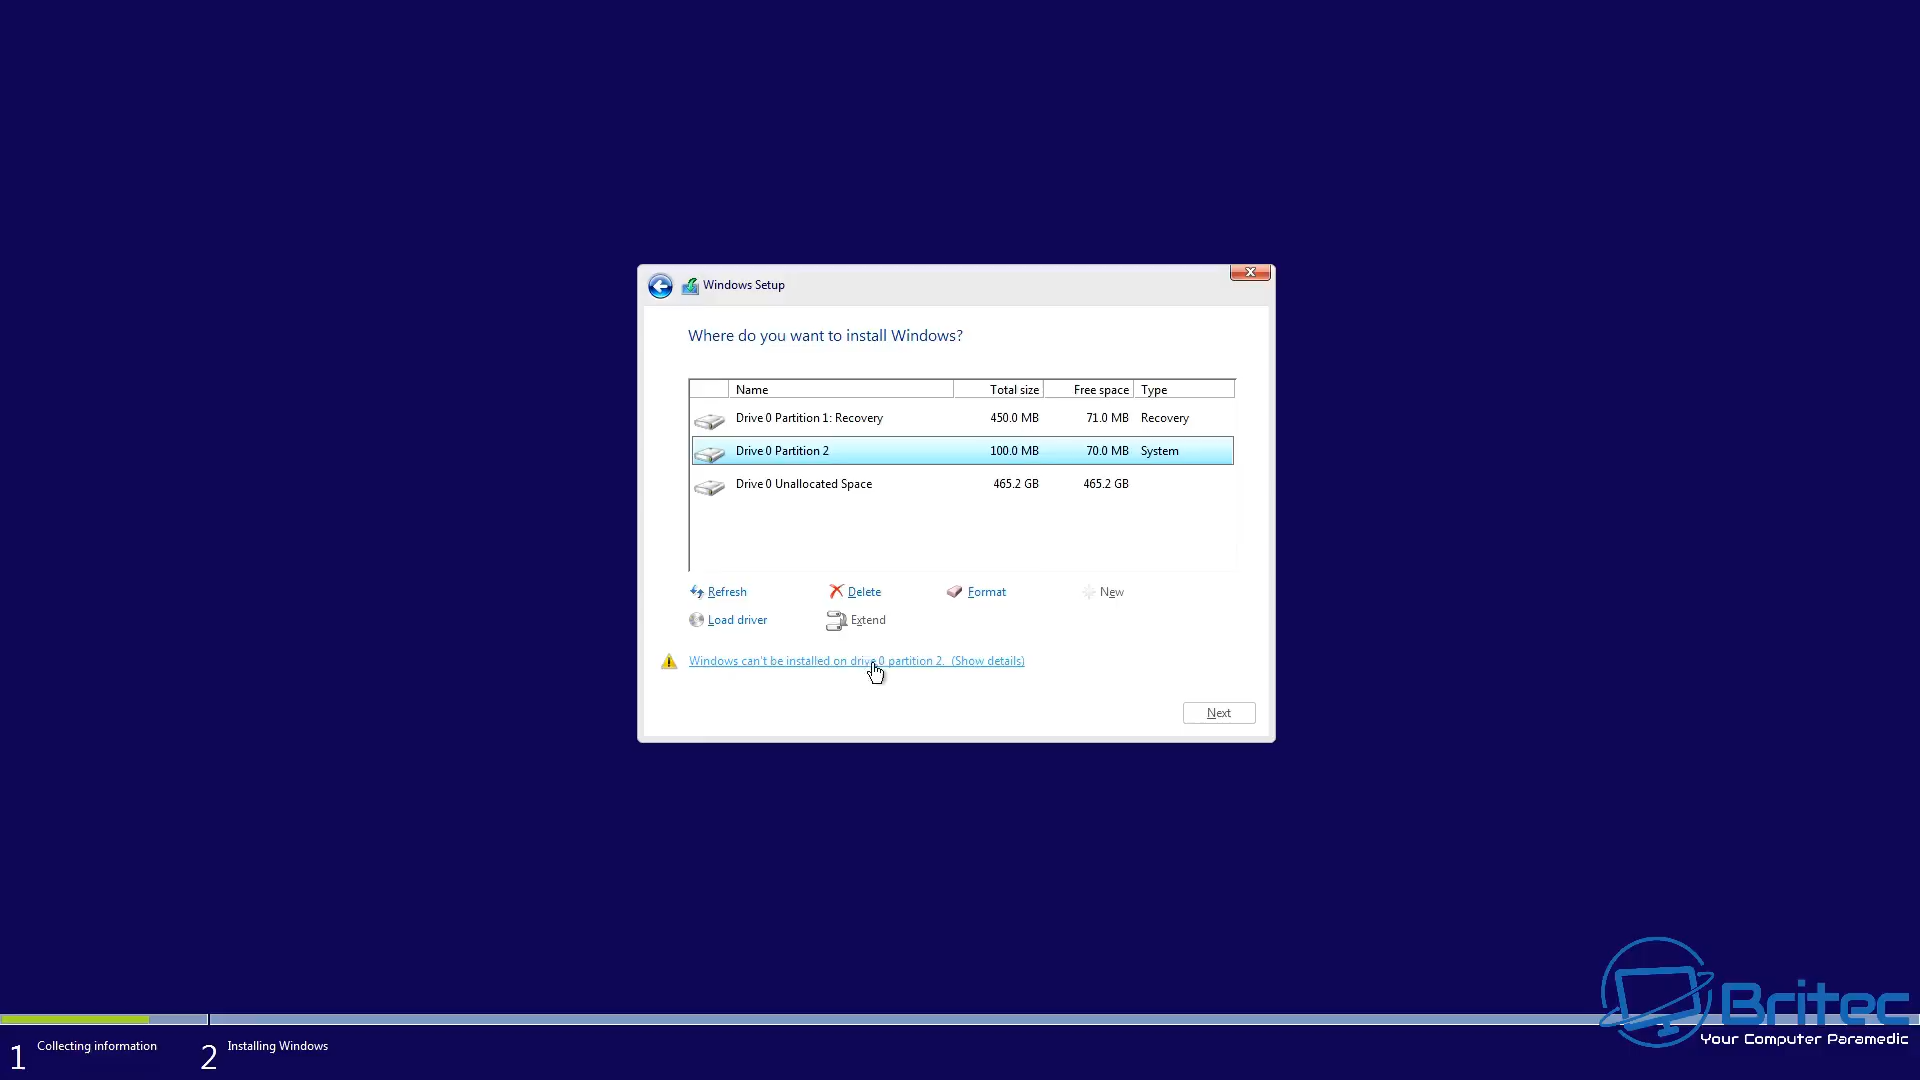 Windows Setup
Where do you want to install Windows?
Name Total size Free space Type
Drive 0 Partition 1: Recovery 450.0 MB 71.0 MB Recovery
Drive 0 Partition 2 100.0 MB 70.0 MB System
Drive 0 Unallocated Space 465.2 GB 465.2 GB
Refresh Delete Format New
Load driver Extend
Windows can't be installed on drive 0 partition 2. (Show details)
Next
Britec
Your Computer Paramedic
1 Collecting information 2 Installing Windows